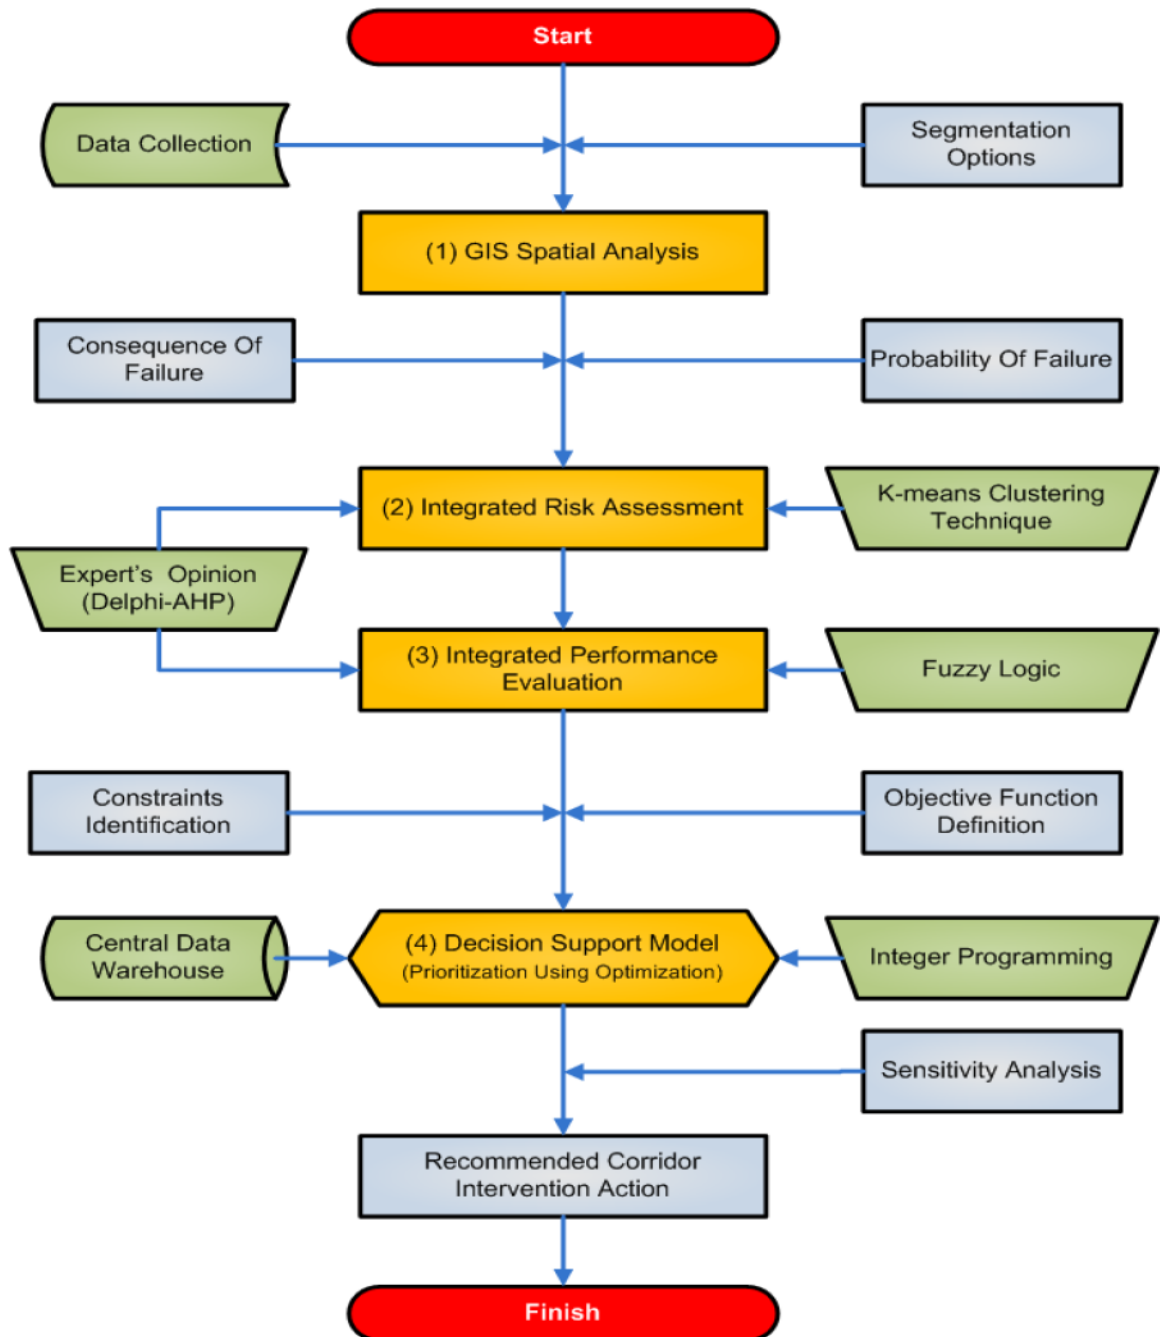 Start
Data Collection
Segmentation
Options
(1) GIS Spatial Analysis
Consequence Of
Failure
Probability Of Failure
(2) Integrated Risk Assessment
K-means Clustering
Technique
Expert's Opinion
(Delphi-AHP)
(3) Integrated Performance
Evaluation
Fuzzy Logic
Constraints
Identification
Objective Function
Definition
Central Data
Warehouse
(4) Decision Support Model
(Prioritization Using Optimization)
Integer Programming
Sensitivity Analysis
Recommended Corridor
Intervention Action
Finish